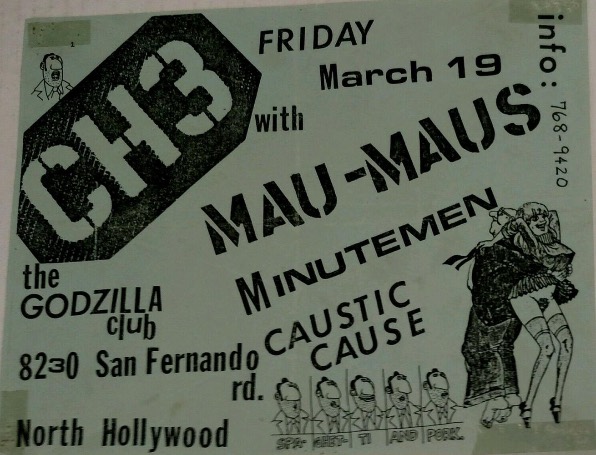 CH3
FRIDAY
March 19
with
MAU-MAUS
MINUTEMEN
CAUSTIC
CAUSE
info: 768-9420
the
GODZILLA
club
8230 San Fernando
rd.
North Hollywood
SPA- GHET- TI AND PORK.